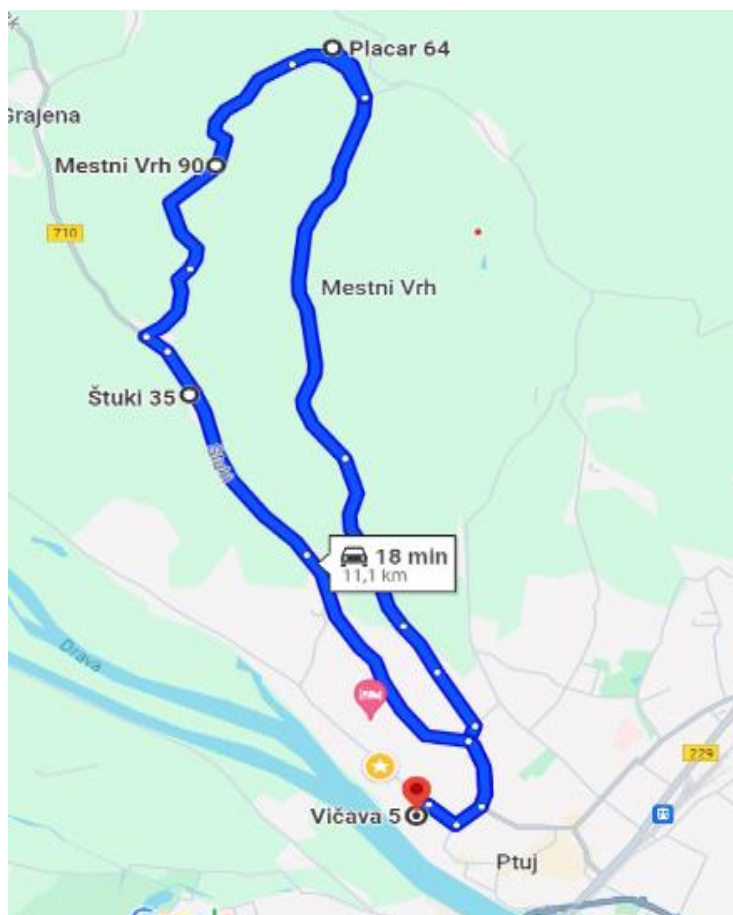 Placar 64
Grajena
Mestni Vrh 90
710
Mestni Vrh
Štuki 35
Štuki
18 min
11,1 km
Drava
229
Vičava 5
Ptuj